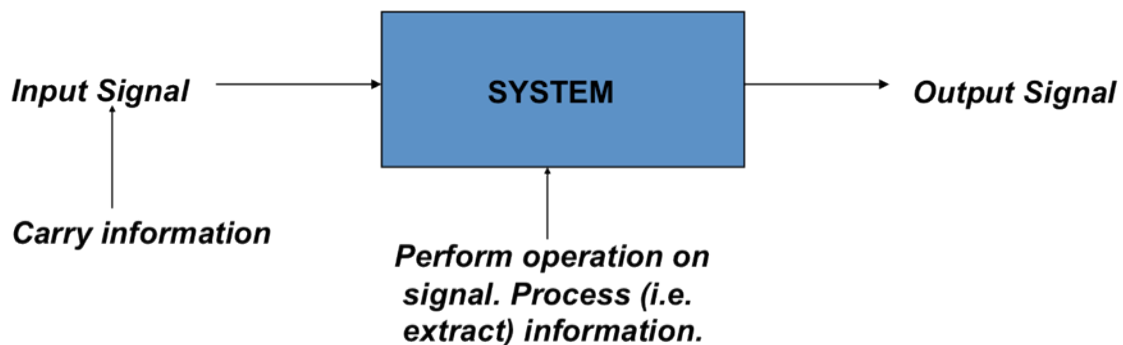 Input Signal
SYSTEM
Output Signal
Carry information
Perform operation on
signal. Process (i.e.
extract) information.